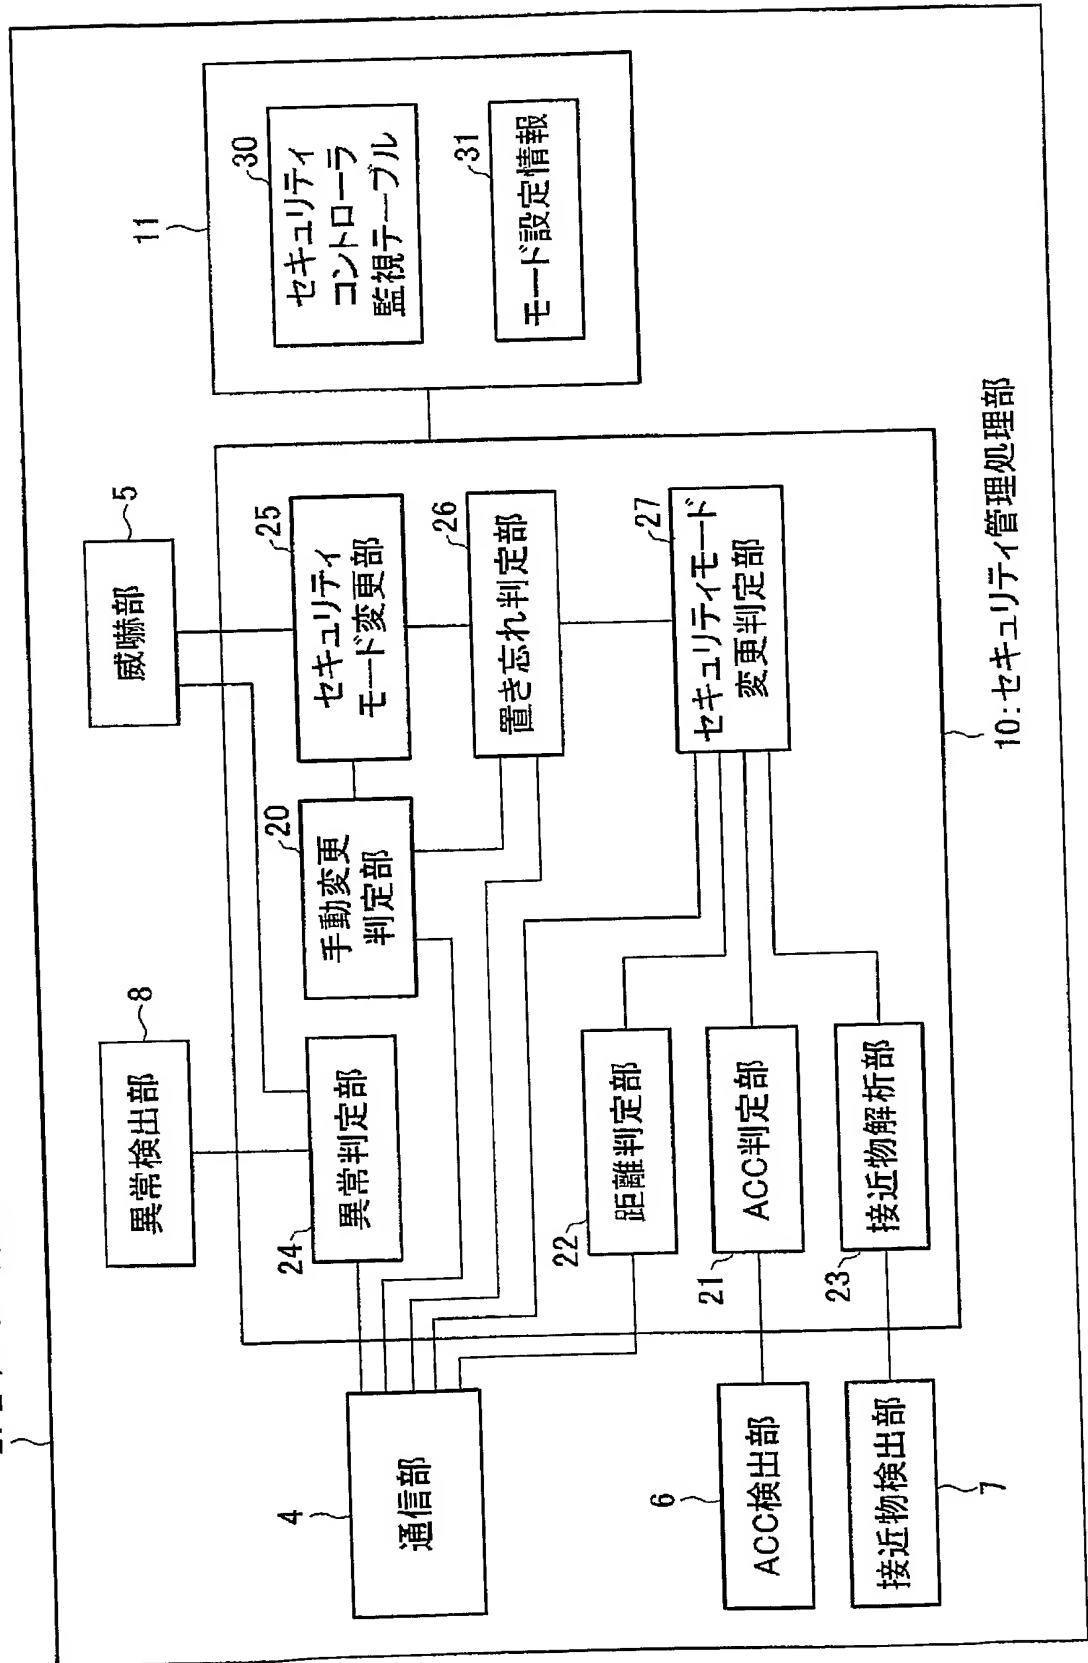 4
通信部
6
ACC検出部
7
接近物検出部
8
異常検出部
5
威嚇部
24
異常判定部
20
手動変更
判定部
25
セキュリティ
モード変更部
26
置き忘れ判定部
22
距離判定部
21
ACC判定部
23
接近物解析部
27
セキュリティモード
変更判定部
10:セキュリティ管理処理部
11
30
セキュリティ
コントローラ
監視テーブル
31
モード設定情報